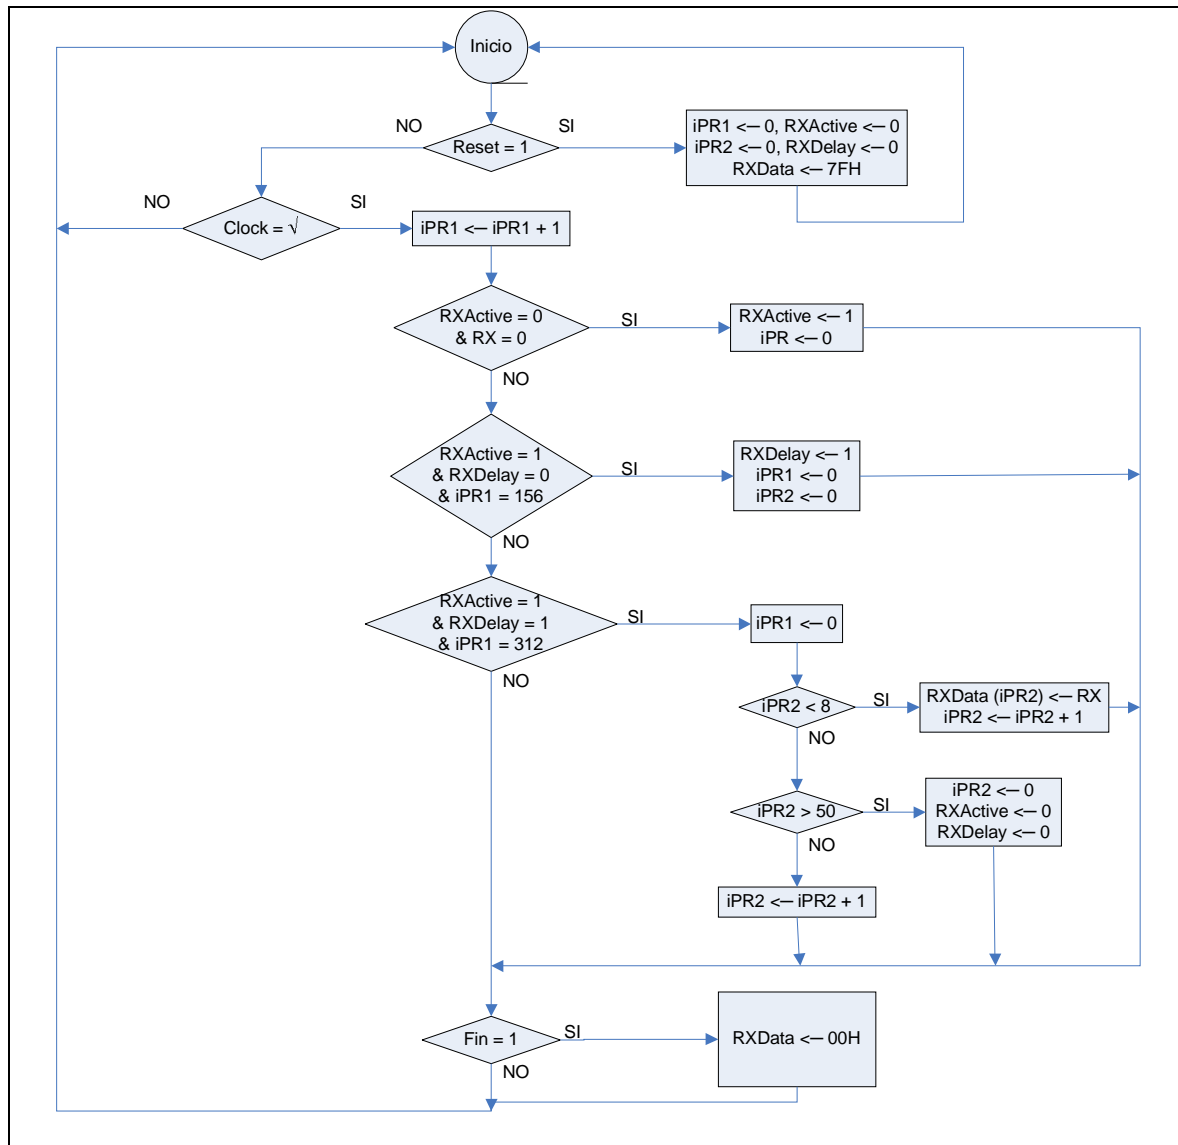 Inicio
NO
SI
Reset = 1
iPR1 <– 0, RXActive <– 0
iPR2 <– 0, RXDelay <– 0
RXData <– 7FH
NO
SI
Clock = √
iPR1 <– iPR1 + 1
RXActive = 0
& RX = 0
SI
RXActive <– 1
iPR <– 0
NO
RXActive = 1
& RXDelay = 0
& iPR1 = 156
SI
RXDelay <– 1
iPR1 <– 0
iPR2 <– 0
NO
RXActive = 1
& RXDelay = 1
& iPR1 = 312
SI
iPR1 <– 0
NO
iPR2 < 8
SI
RXData (iPR2) <– RX
iPR2 <– iPR2 + 1
NO
iPR2 > 50
SI
iPR2 <– 0
RXActive <– 0
RXDelay <– 0
NO
iPR2 <– iPR2 + 1
Fin = 1
SI
RXData <– 00H
NO